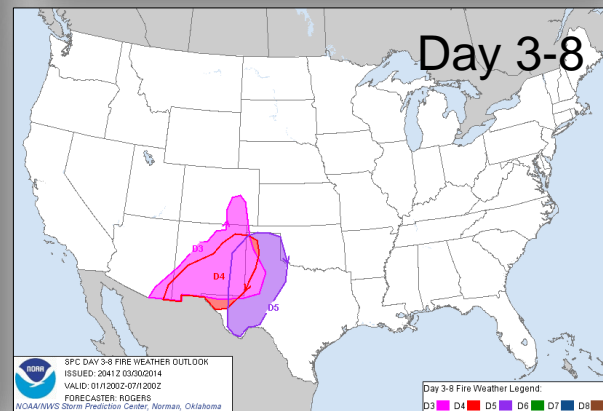 Day 3-8
D3
D4
D5
NOAA
SPC DAY 3-8 FIRE WEATHER OUTLOOK
ISSUED: 2041Z 03/30/2014
VALID: 01/1200Z-07/1200Z
FORECASTER: ROGERS
NOAA/NWS Storm Prediction Center, Norman, Oklahoma
Day 3-8 Fire Weather Legend:
D3 D4 D5 D6 D7 D8